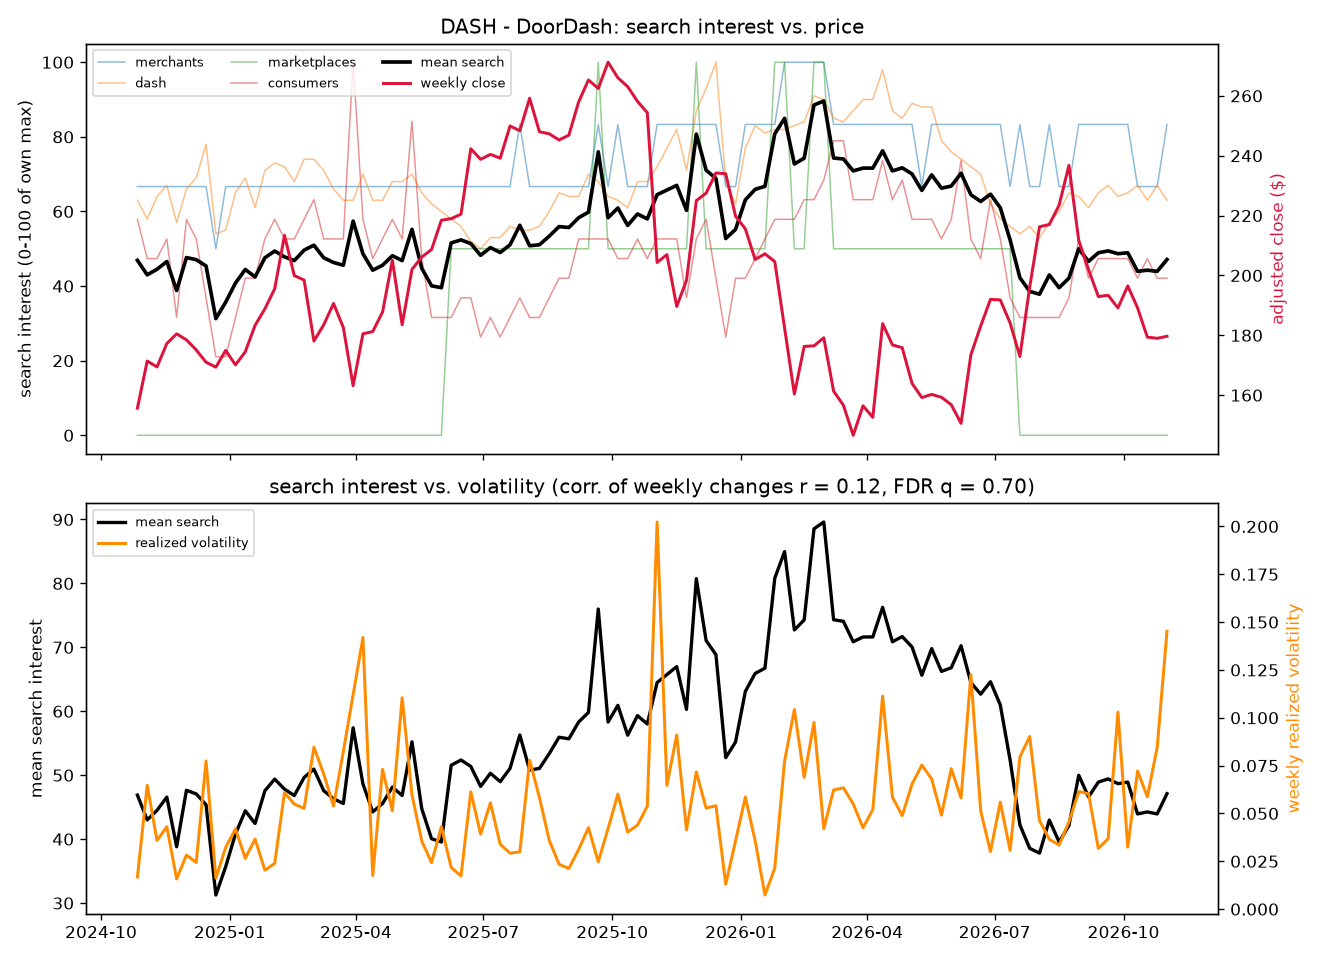 DASH - DoorDash: search interest vs. price
merchants
dash
marketplaces
consumers
mean search
weekly close
search interest (0-100 of own max)
100
80
60
40
20
0
adjusted close ($)
260
240
220
200
180
160
search interest vs. volatility (corr. of weekly changes r = 0.12, FDR q = 0.70)
mean search
realized volatility
mean search interest
90
80
70
60
50
40
30
weekly realized volatility
0.200
0.175
0.150
0.125
0.100
0.075
0.050
0.025
0.000
2024-10
2025-01
2025-04
2025-07
2025-10
2026-01
2026-04
2026-07
2026-10